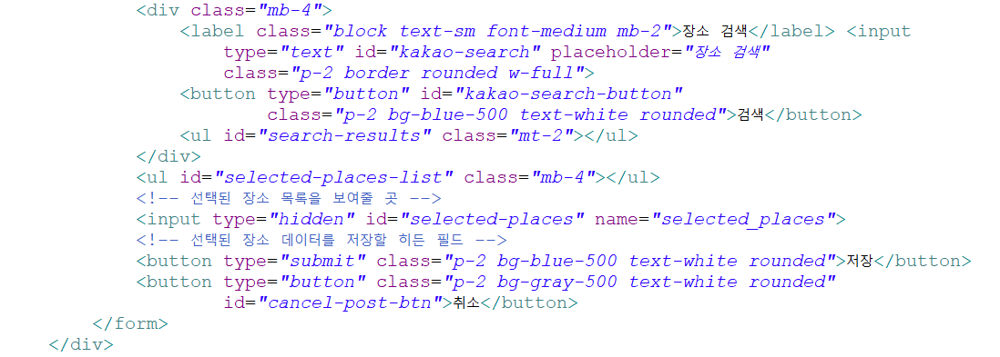 <div class="mb-4">
<label class="block text-sm font-medium mb-2">장소 검색</label> <input
type="text" id="kakao-search" placeholder="장소 검색"
class="p-2 border rounded w-full">
<button type="button" id="kakao-search-button"
class="p-2 bg-blue-500 text-white rounded">검색</button>
<ul id="search-results" class="mt-2"></ul>
</div>
<ul id="selected-places-list" class="mb-4"></ul>
<!-- 선택된 장소 목록을 보여줄 곳 -->
<input type="hidden" id="selected-places" name="selected_places">
<!-- 선택된 장소 데이터를 저장할 히든 필드 -->
<button type="submit" class="p-2 bg-blue-500 text-white rounded">저장</button>
<button type="button" class="p-2 bg-gray-500 text-white rounded"
id="cancel-post-btn">취소</button>
</form>
</div>